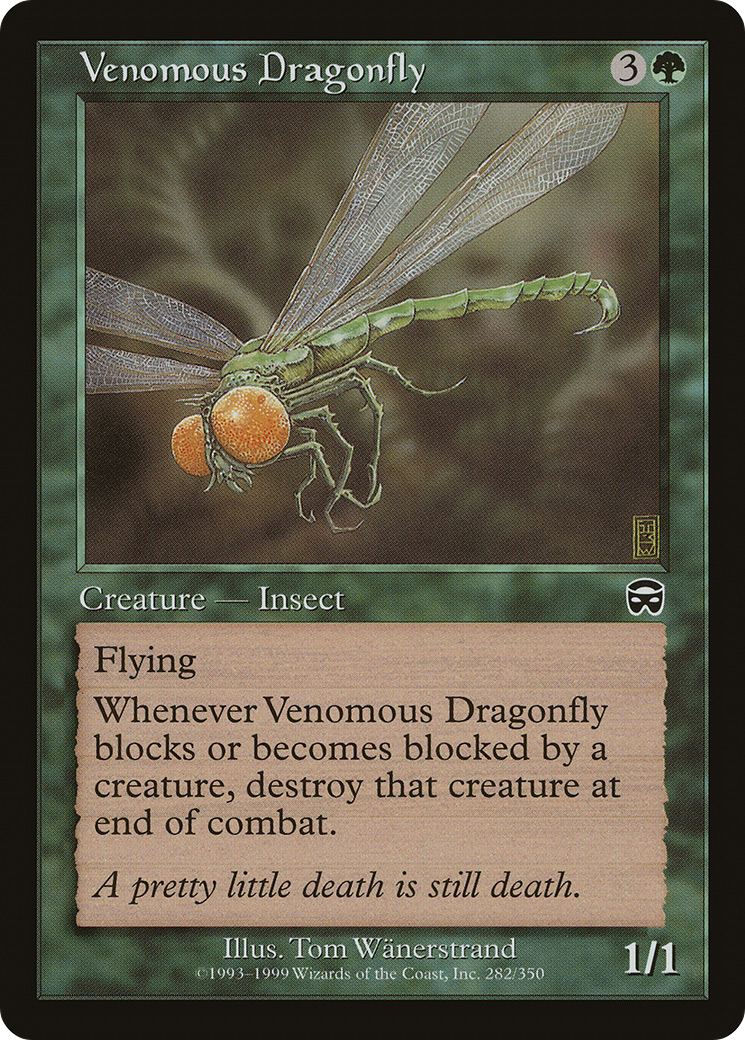 Venomous Dragonfly 3
TMW
Creature — Insect
Flying
Whenever Venomous Dragonfly
blocks or becomes blocked by a
creature, destroy that creature at
end of combat.
A pretty little death is still death.
Illus. Tom Wänerstrand
©1993–1999 Wizards of the Coast, Inc. 282/350
1/1